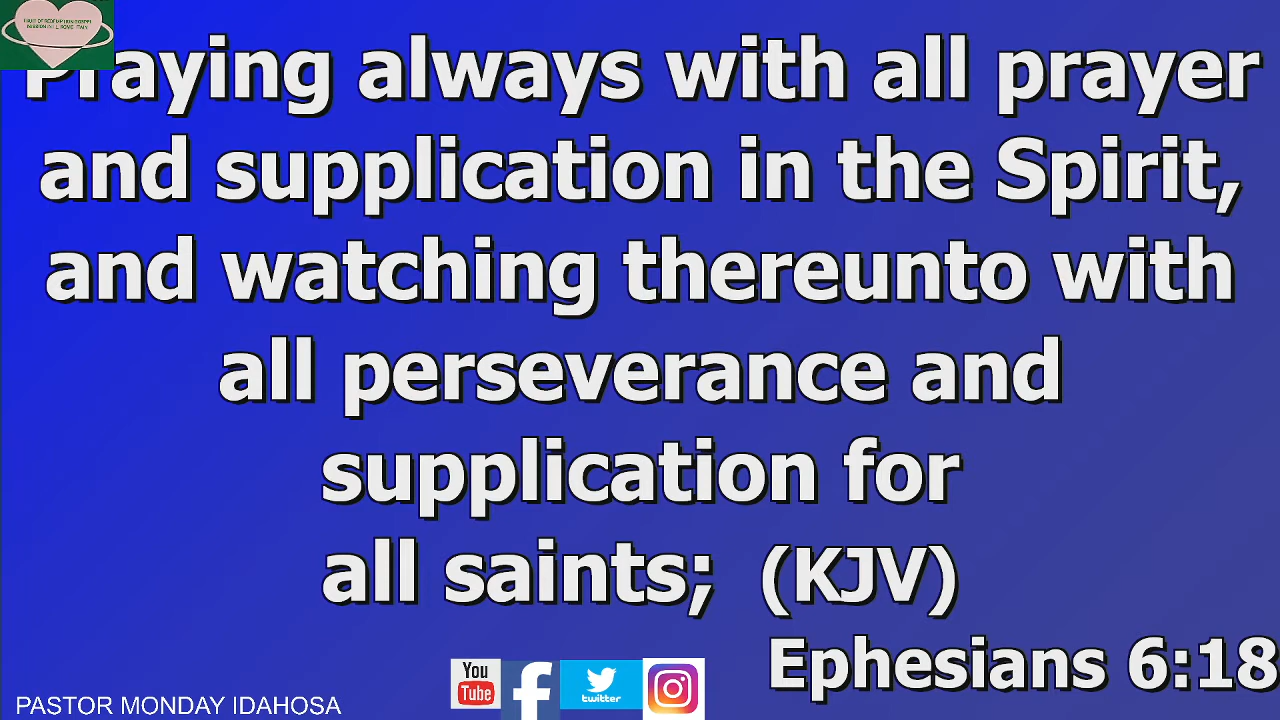 Praying always with all prayer
and supplication in the Spirit,
and watching thereunto with
all perseverance and
supplication for
all saints; (KJV)
Ephesians 6:18
You
Tube
twitter
PASTOR MONDAY IDAHOSA